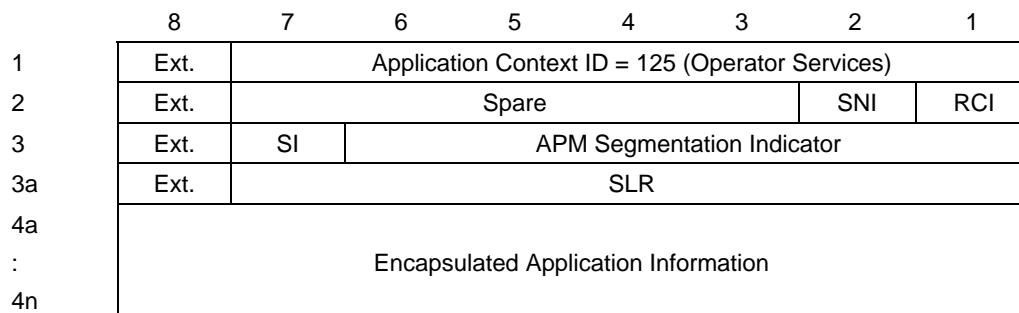 8 7 6 5 4 3 2 1
1 Ext. Application Context ID = 125 (Operator Services)
2 Ext. Spare SNI RCI
3 Ext. SI APM Segmentation Indicator
3a Ext. SLR
4a
: Encapsulated Application Information
4n